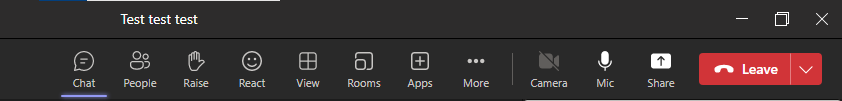 Test test test
Chat People Raise React View Rooms Apps More Camera Mic Share Leave